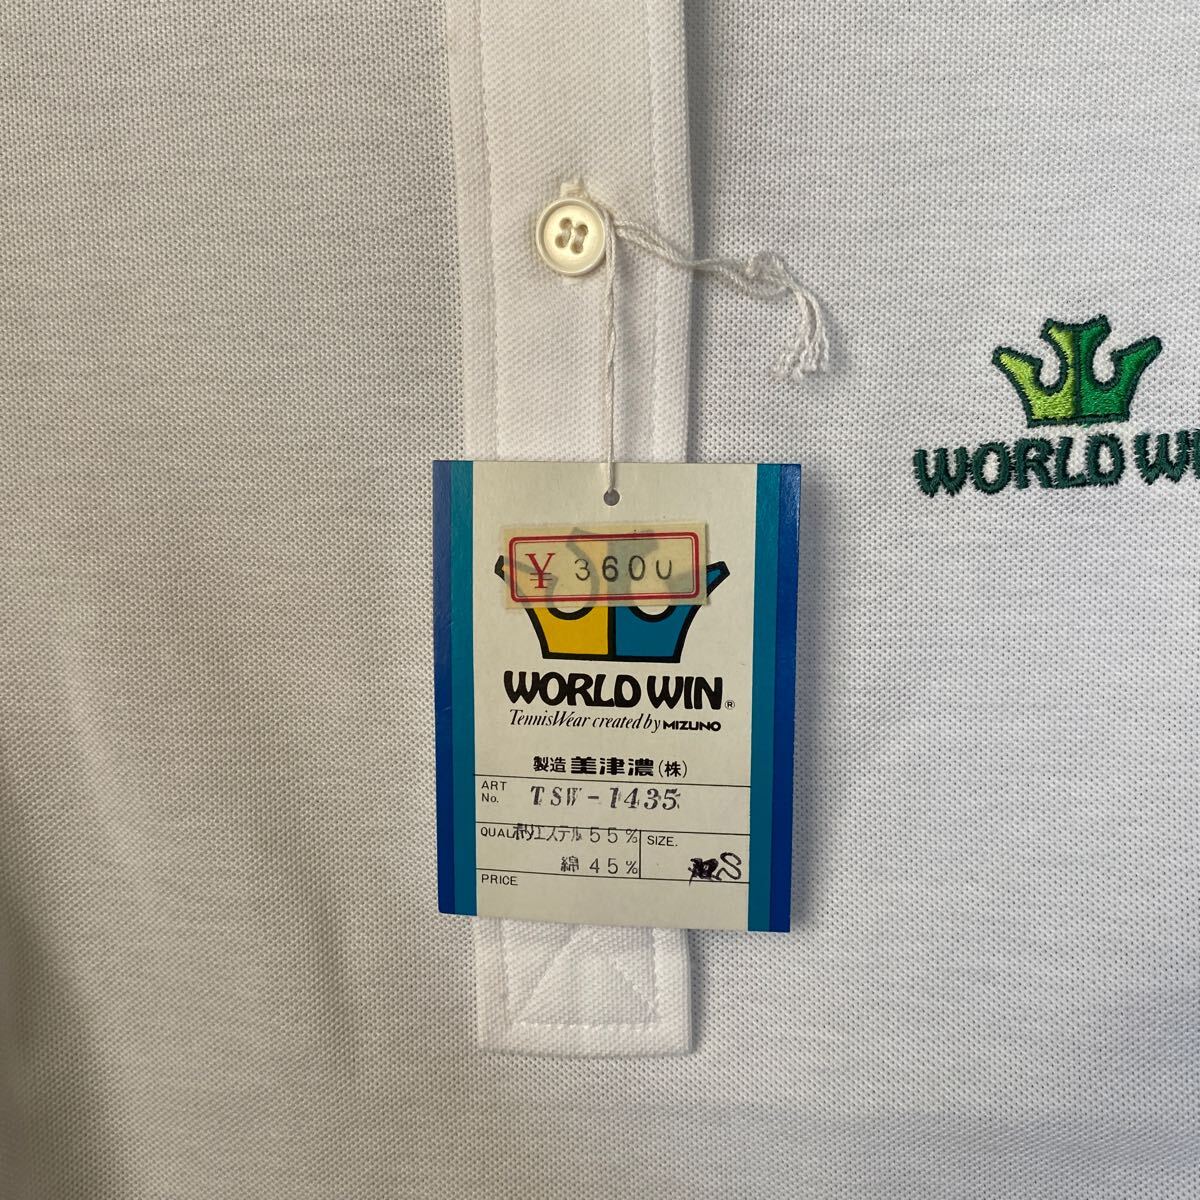 WORLD WI
¥ 3600
WORLD WIN®
TennisWear created by MIZUNO
製造 美津濃(株)
ART No. TSW-1435
QUAL ポリエステル 55%
綿 45%
SIZE. S
PRICE